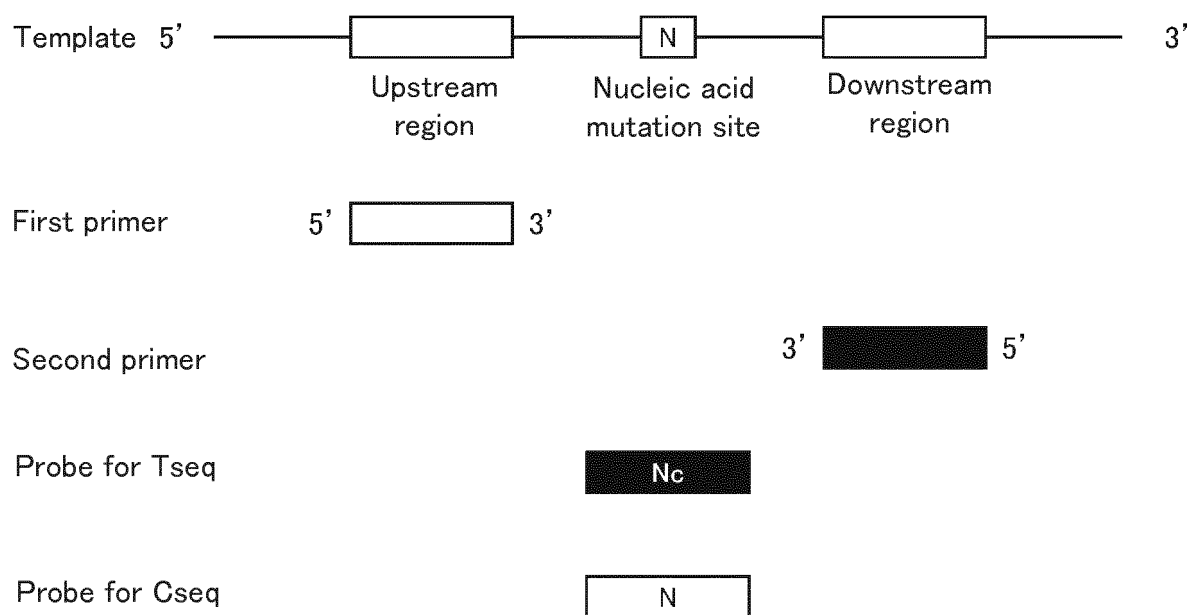 Template 5’ N 3’
Upstream
region
Nucleic acid
mutation site
Downstream
region
First primer 5’ 3’
Second primer 3’ 5’
Probe for Tseq Nc
Probe for Cseq N